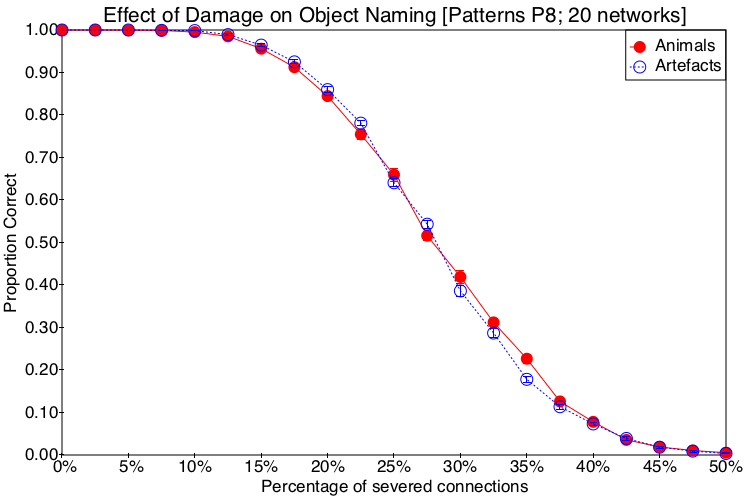 Effect of Damage on Object Naming [Patterns P8; 20 networks]
Animals
Artefacts
1.00
0.90
0.80
0.70
0.60
0.50
0.40
0.30
0.20
0.10
0.00
Proportion Correct
0% 5% 10% 15% 20% 25% 30% 35% 40% 45% 50%
Percentage of severed connections